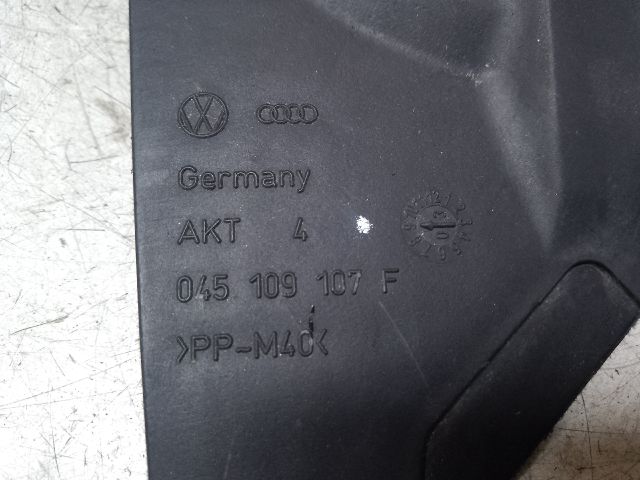 Germany
AKT 4
045 109 107 F
>PP-M40<